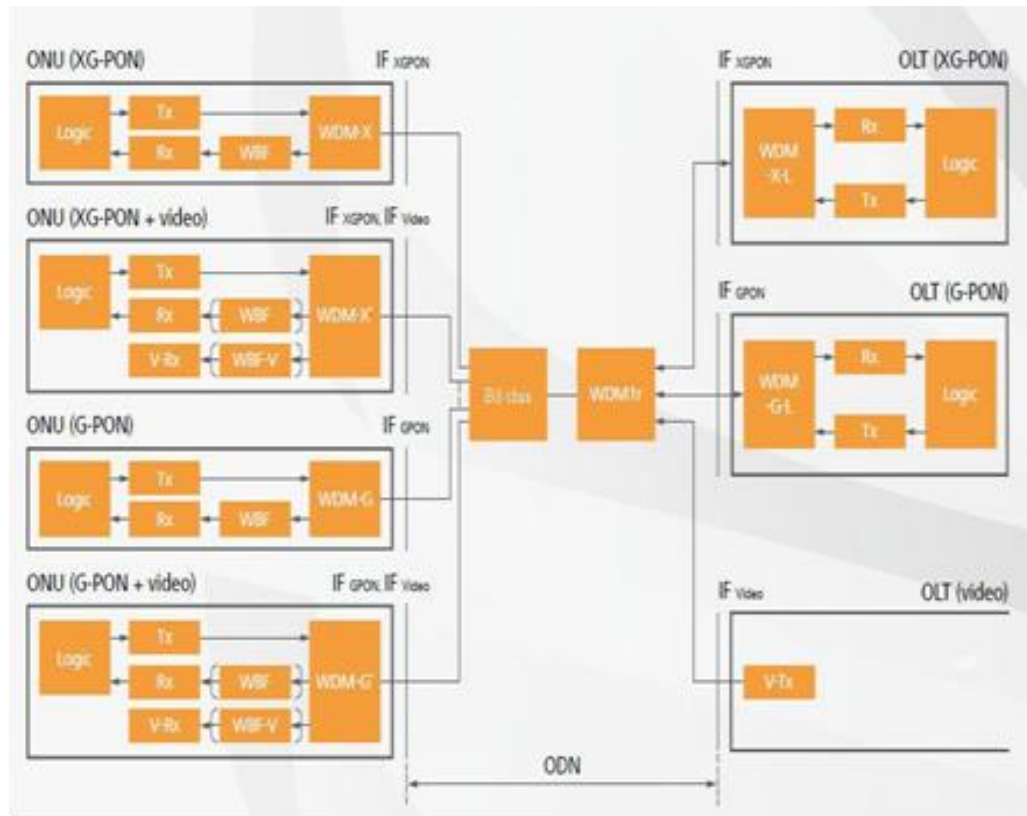 ONU (XG-PON)
IF XGPON
Logic
Tx
Rx
WBF
WDM-X
ONU (XG-PON + video)
IF XGPON, IF Video
Logic
Tx
Rx
WBF
V-Rx
WBF-V
WDM-X'
ONU (G-PON)
IF GPON
Logic
Tx
Rx
WBF
WDM-G
ONU (G-PON + video)
IF GPON, IF Video
Logic
Tx
Rx
WBF
V-Rx
WBF-V
WDM-G'
Bộ chia
WDM1r
IF XGPON
OLT (XG-PON)
WDM
-X-L
Rx
Tx
Logic
IF GPON
OLT (G-PON)
WDM
-G-L
Rx
Tx
Logic
IF Video
OLT (video)
V-Tx
ODN